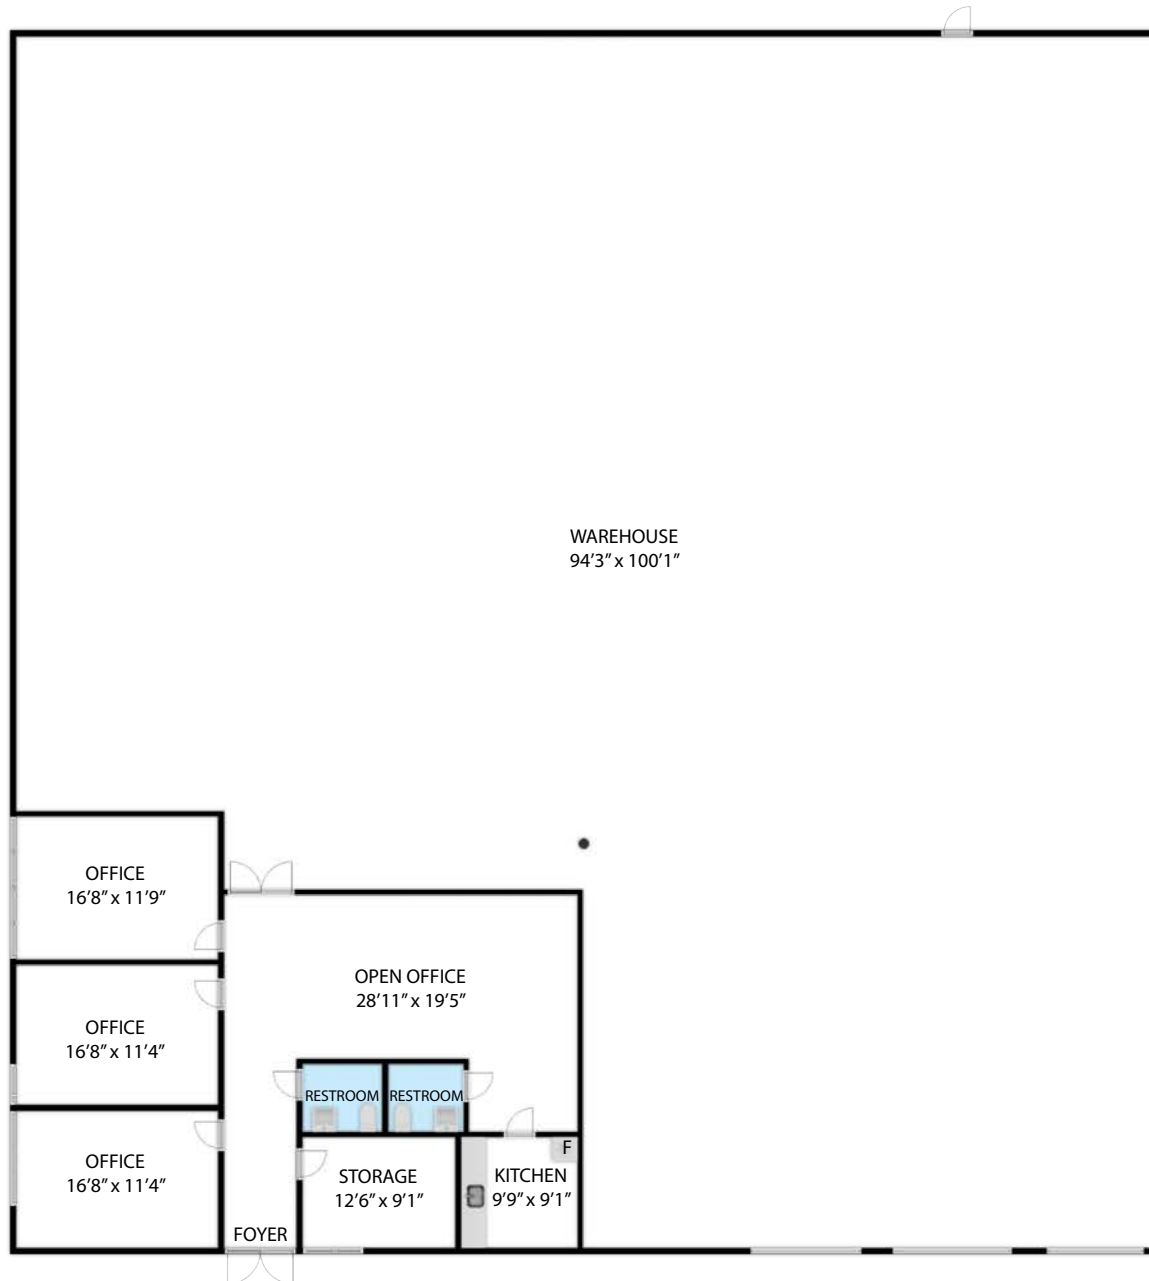 WAREHOUSE
94’3” x 100’1”
OFFICE
16’8” x 11’9”
OPEN OFFICE
28’11” x 19’5”
OFFICE
16’8” x 11’4”
RESTROOM
RESTROOM
OFFICE
16’8” x 11’4”
STORAGE
12’6” x 9’1”
F
KITCHEN
9’9” x 9’1”
FOYER